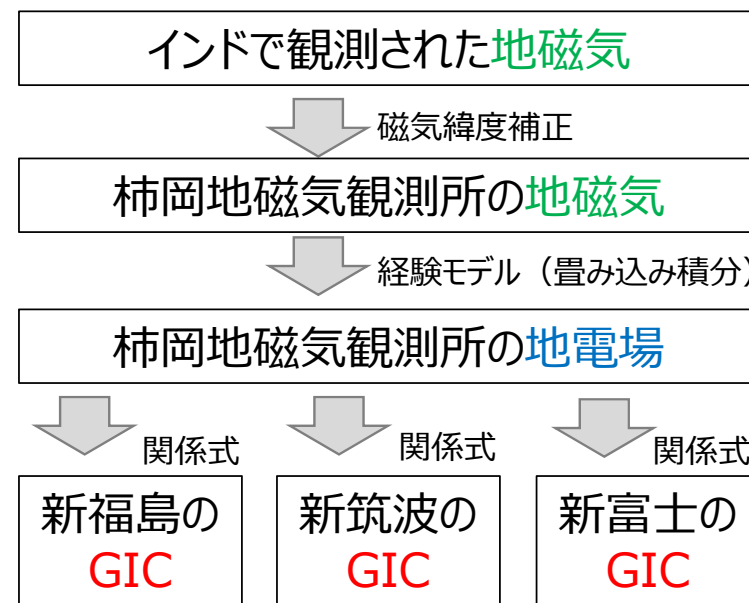 インドで観測された地磁気
磁気緯度補正
柿岡地磁気観測所の地磁気
経験モデル（畳み込み積分）
柿岡地磁気観測所の地電場
関係式
関係式
関係式
新福島の
GIC
新筑波の
GIC
新富士の
GIC